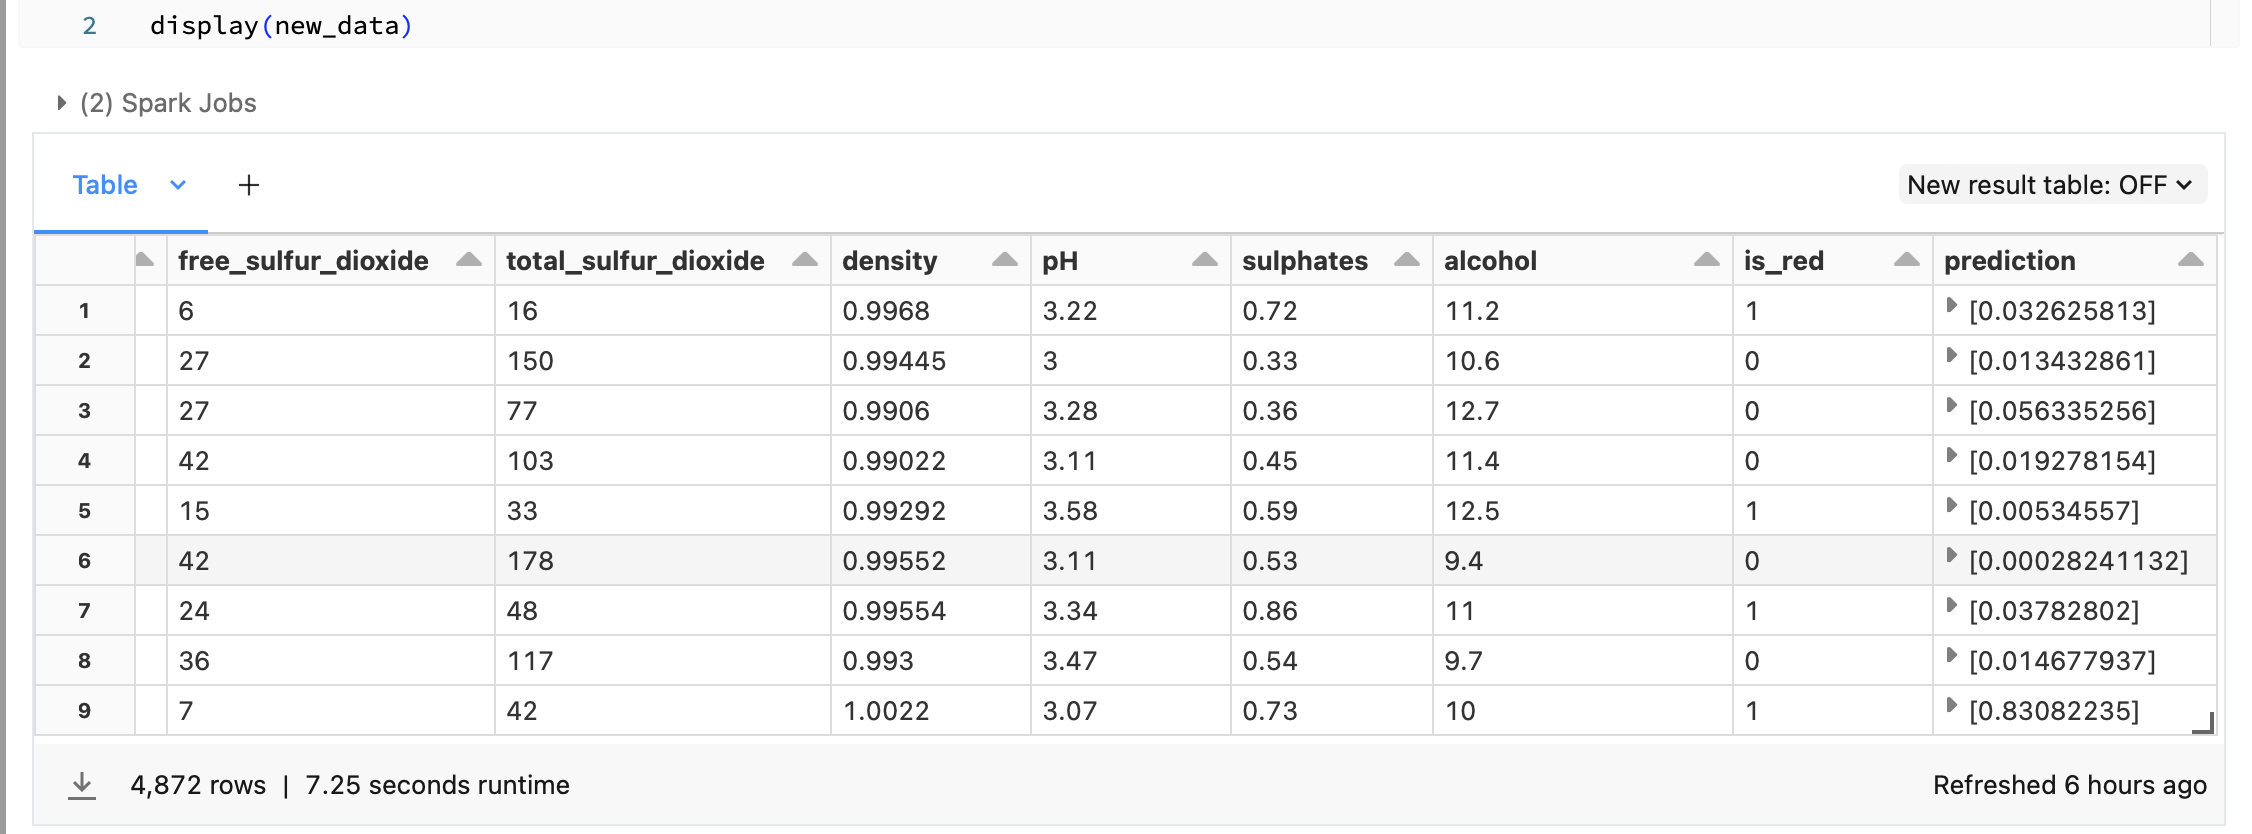 2 display(new_data)
(2) Spark Jobs
Table + New result table: OFF
free_sulfur_dioxide total_sulfur_dioxide density pH sulphates alcohol is_red prediction
1 6 16 0.9968 3.22 0.72 11.2 1 [0.032625813]
2 27 150 0.99445 3 0.33 10.6 0 [0.013432861]
3 27 77 0.9906 3.28 0.36 12.7 0 [0.056335256]
4 42 103 0.99022 3.11 0.45 11.4 0 [0.019278154]
5 15 33 0.99292 3.58 0.59 12.5 1 [0.00534557]
6 42 178 0.99552 3.11 0.53 9.4 0 [0.00028241132]
7 24 48 0.99554 3.34 0.86 11 1 [0.03782802]
8 36 117 0.993 3.47 0.54 9.7 0 [0.014677937]
9 7 42 1.0022 3.07 0.73 10 1 [0.83082235]
4,872 rows | 7.25 seconds runtime Refreshed 6 hours ago